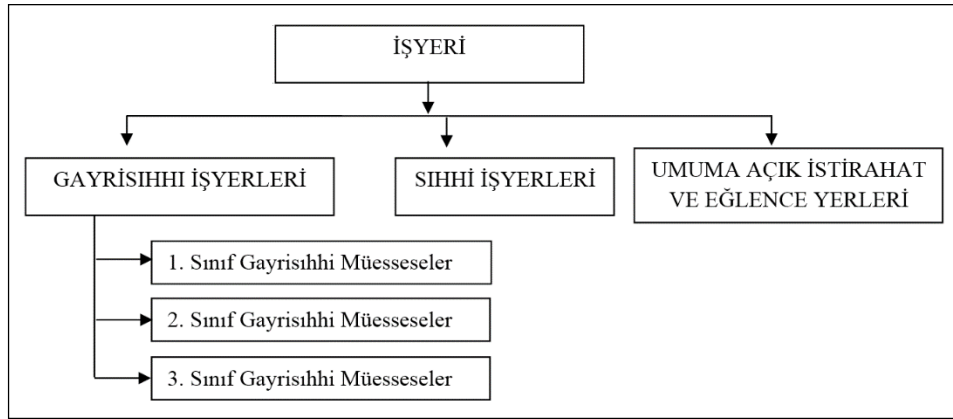 İŞYERİ
GAYRİSIHHI İŞYERLERİ
SIHHİ İŞYERLERİ
UMUMA AÇIK İSTİRAHAT
VE EĞLENCE YERLERİ
1. Sınıf Gayrisıhhi Müesseseler
2. Sınıf Gayrisıhhi Müesseseler
3. Sınıf Gayrisıhhi Müesseseler